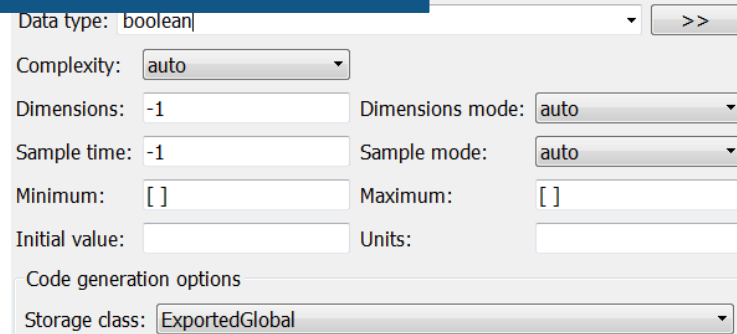 Data type: boolean >>
Complexity: auto
Dimensions: -1 Dimensions mode: auto
Sample time: -1 Sample mode: auto
Minimum: [ ] Maximum: [ ]
Initial value: Units:
Code generation options
Storage class: ExportedGlobal